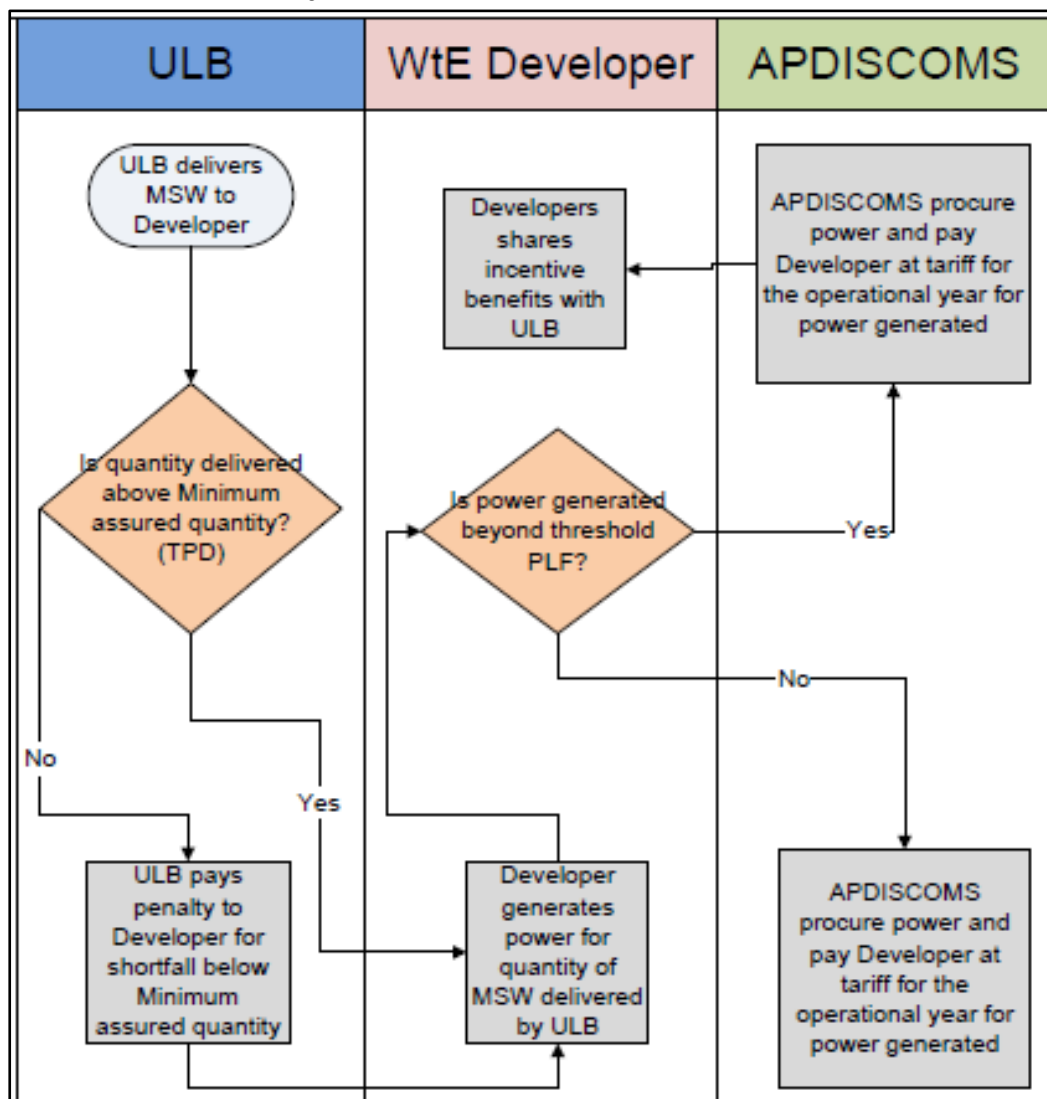 ULB
WtE Developer
APDISCOMS
ULB delivers
MSW to
Developer
Developers
shares
incentive
benefits with
ULB
APDISCOMS procure
power and pay
Developer at tariff for
the operational year for
power generated
Is quantity delivered
above Minimum
assured quantity?
(TPD)
Is power generated
beyond threshold
PLF?
Yes
No
No
Yes
ULB pays
penalty to
Developer for
shortfall below
Minimum
assured quantity
Developer
generates
power for
quantity of
MSW delivered
by ULB
APDISCOMS
procure power and
pay Developer at
tariff for the
operational year for
power generated